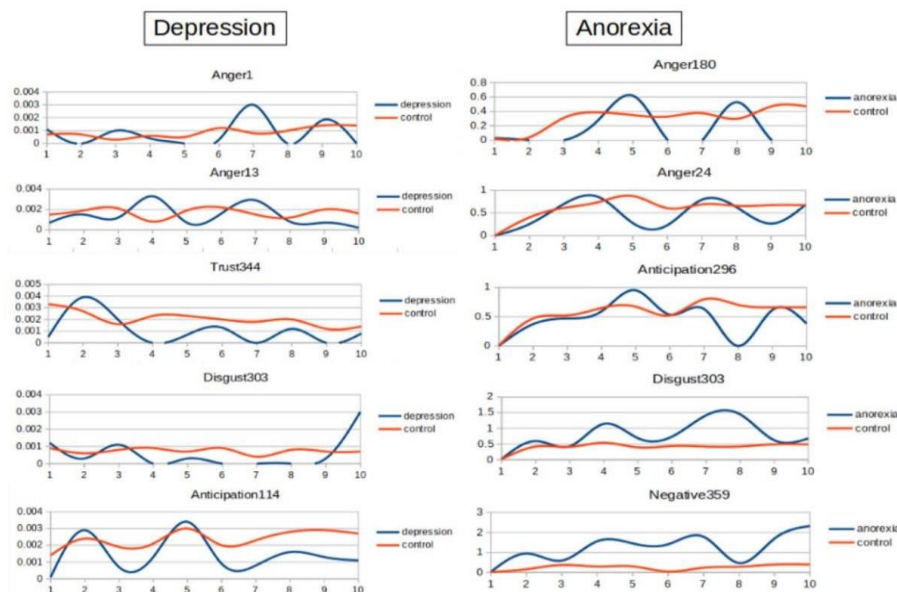 Depression
Anger1
0.004
0.003
0.002
0.001
0
1 2 3 4 5 6 7 8 9 10
depression
control
Anger13
0.004
0.002
0
1 2 3 4 5 6 7 8 9 10
depression
control
Trust344
0.005
0.004
0.003
0.002
0.001
0
1 2 3 4 5 6 7 8 9 10
depression
control
Disgust303
0.004
0.003
0.002
0.001
0
1 2 3 4 5 6 7 8 9 10
depression
control
Anticipation114
0.004
0.003
0.002
0.001
0
1 2 3 4 5 6 7 8 9 10
depression
control
Anorexia
Anger180
0.8
0.6
0.4
0.2
0
1 2 3 4 5 6 7 8 9 10
anorexia
control
Anger24
1
0.5
0
1 2 3 4 5 6 7 8 9 10
anorexia
control
Anticipation296
1
0.5
0
1 2 3 4 5 6 7 8 9 10
anorexia
control
Disgust303
2
1.5
1
0.5
0
1 2 3 4 5 6 7 8 9 10
anorexia
control
Negative359
3
2
1
0
1 2 3 4 5 6 7 8 9 10
anorexia
control